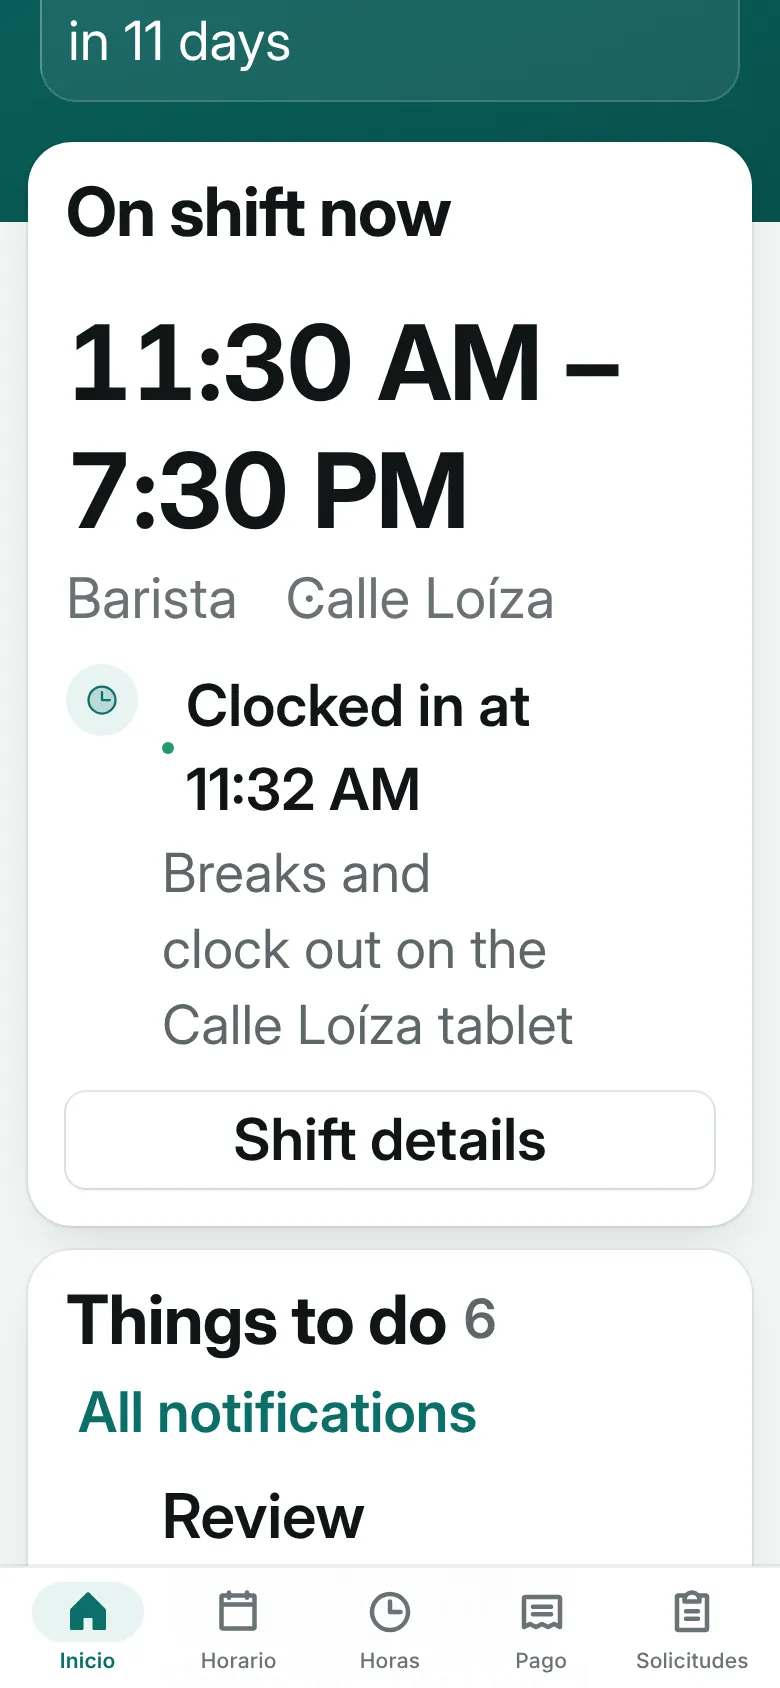 in 11 days
On shift now
11:30 AM –
7:30 PM
Barista Calle Loíza
Clocked in at
11:32 AM
Breaks and
clock out on the
Calle Loíza tablet
Shift details
Things to do 6
All notifications
Review
Inicio Horario Horas Pago Solicitudes